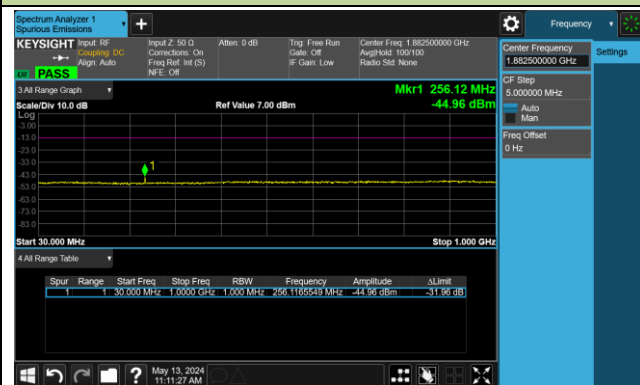 Spectrum Analyzer 1
Spurious Emissions
Frequency
KEYSIGHT
Input: RF
Coupling: DC
Align: Auto
Input Z: 50 Ω
Corrections: On
Freq Ref: Int (S)
NFE: Off
Atten: 0 dB
Trig: Free Run
Gate: Off
IF Gain: Low
Center Freq: 1.882500000 GHz
Avg|Hold: 100/100
Radio Std: None
PASS
Center Frequency
1.882500000 GHz
Settings
CF Step
5.000000 MHz
Auto
Man
Freq Offset
0 Hz
3 All Range Graph
Mkr1 256.12 MHz
Scale/Div 10.0 dB
Ref Value 7.00 dBm
-44.96 dBm
Log
-3.00
-13.0
-23.0
-33.0
-43.0
-53.0
-63.0
-73.0
-83.0
1
Start 30.000 MHz
Stop 1.000 GHz
4 All Range Table
Spur Range Start Freq Stop Freq RBW Frequency Amplitude ΔLimit
1 1 30.000 MHz 1.0000 GHz 1.000 MHz 256.1165549 MHz -44.96 dBm -31.96 dB
May 13, 2024
11:11:27 AM